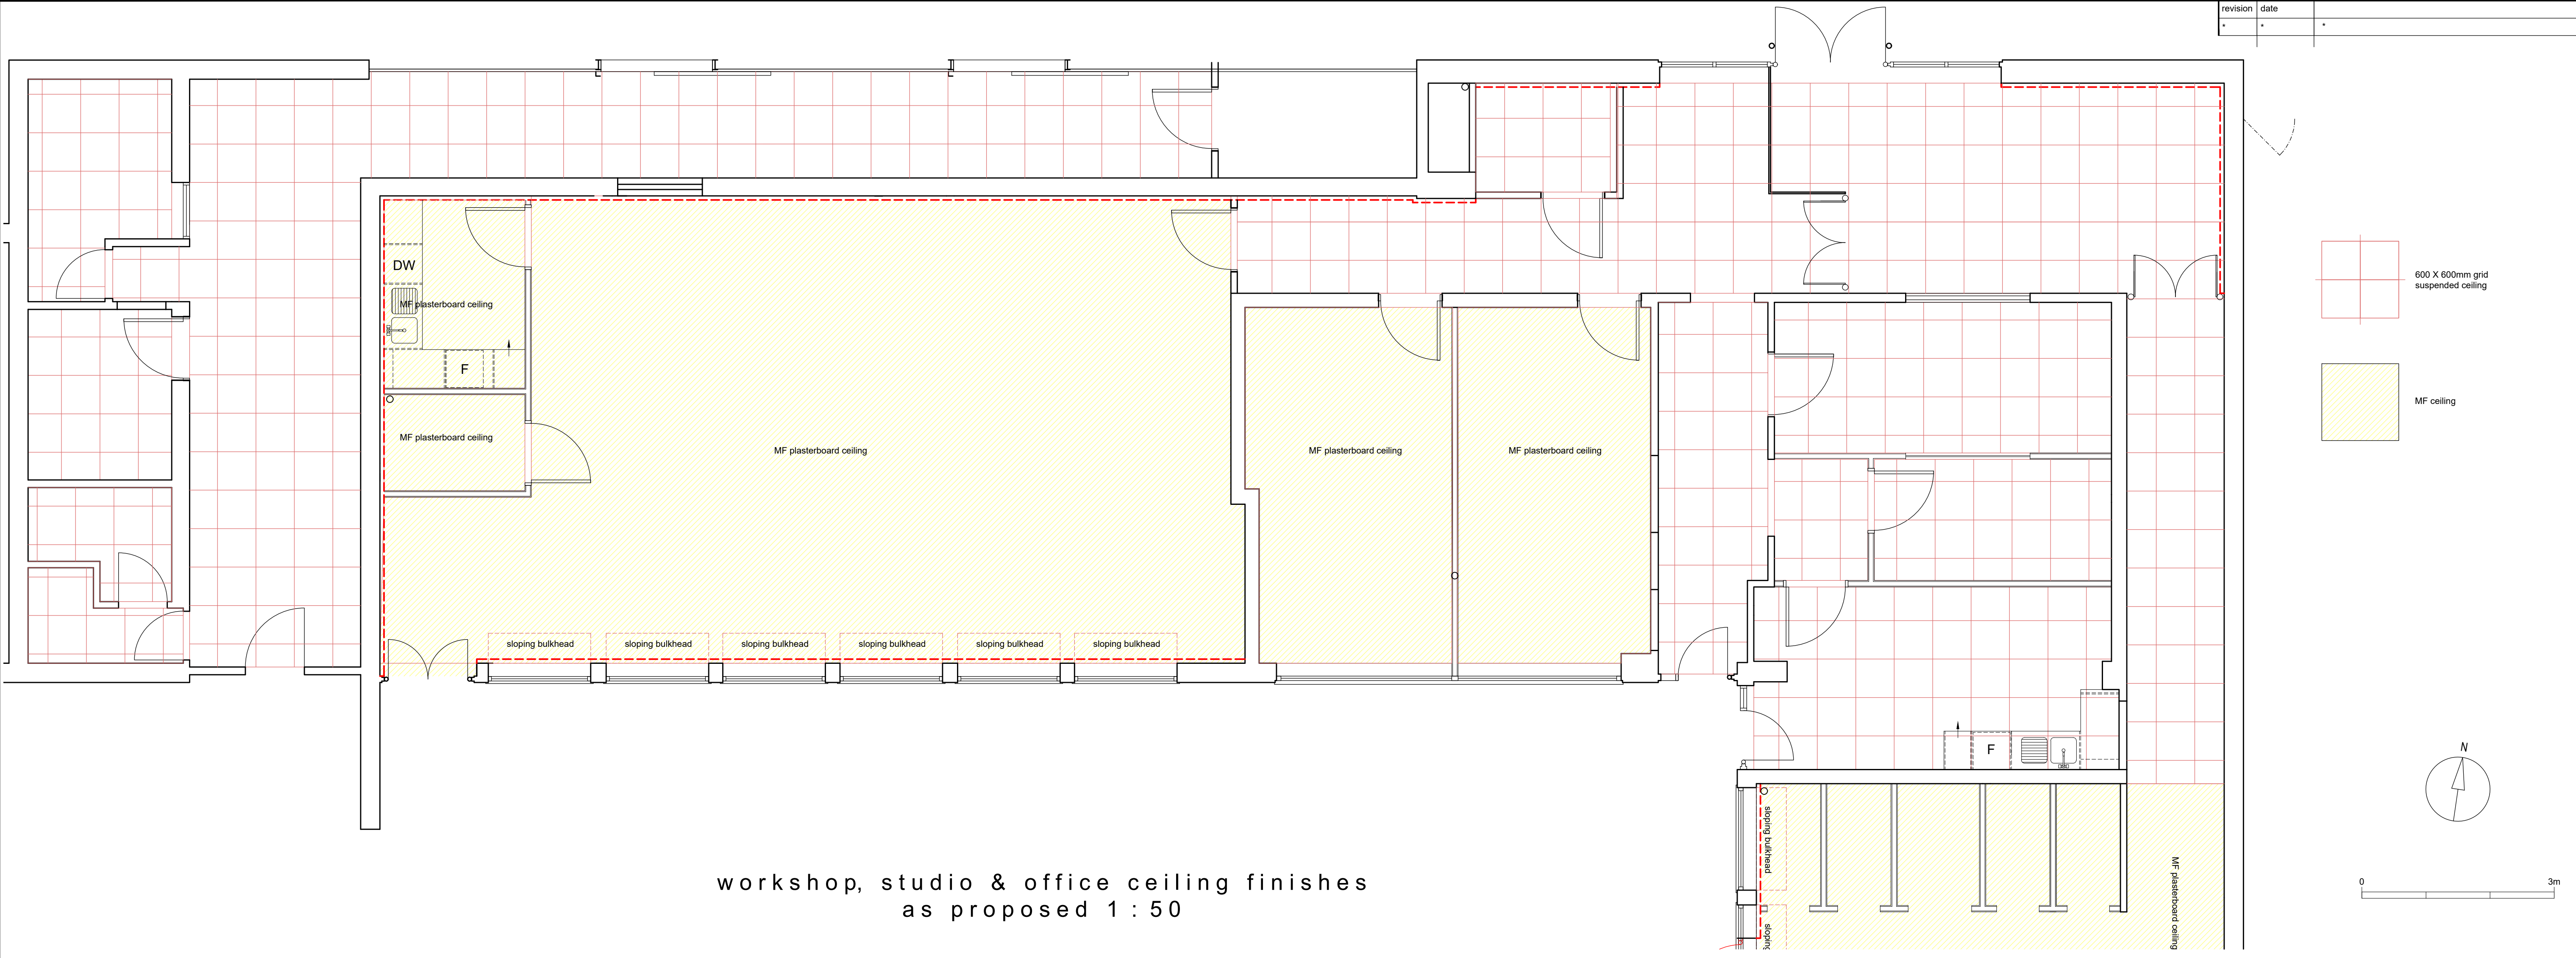 revision date
* * *
DW
MF plasterboard ceiling
F
MF plasterboard ceiling
MF plasterboard ceiling
MF plasterboard ceiling
MF plasterboard ceiling
sloping bulkhead
sloping bulkhead
sloping bulkhead
sloping bulkhead
sloping bulkhead
sloping bulkhead
600 X 600mm grid
suspended ceiling
MF ceiling
F
sloping bulkhead
sloping
MF plasterboard ceiling
N
0 3m
workshop, studio & office ceiling finishes
as proposed 1 : 50